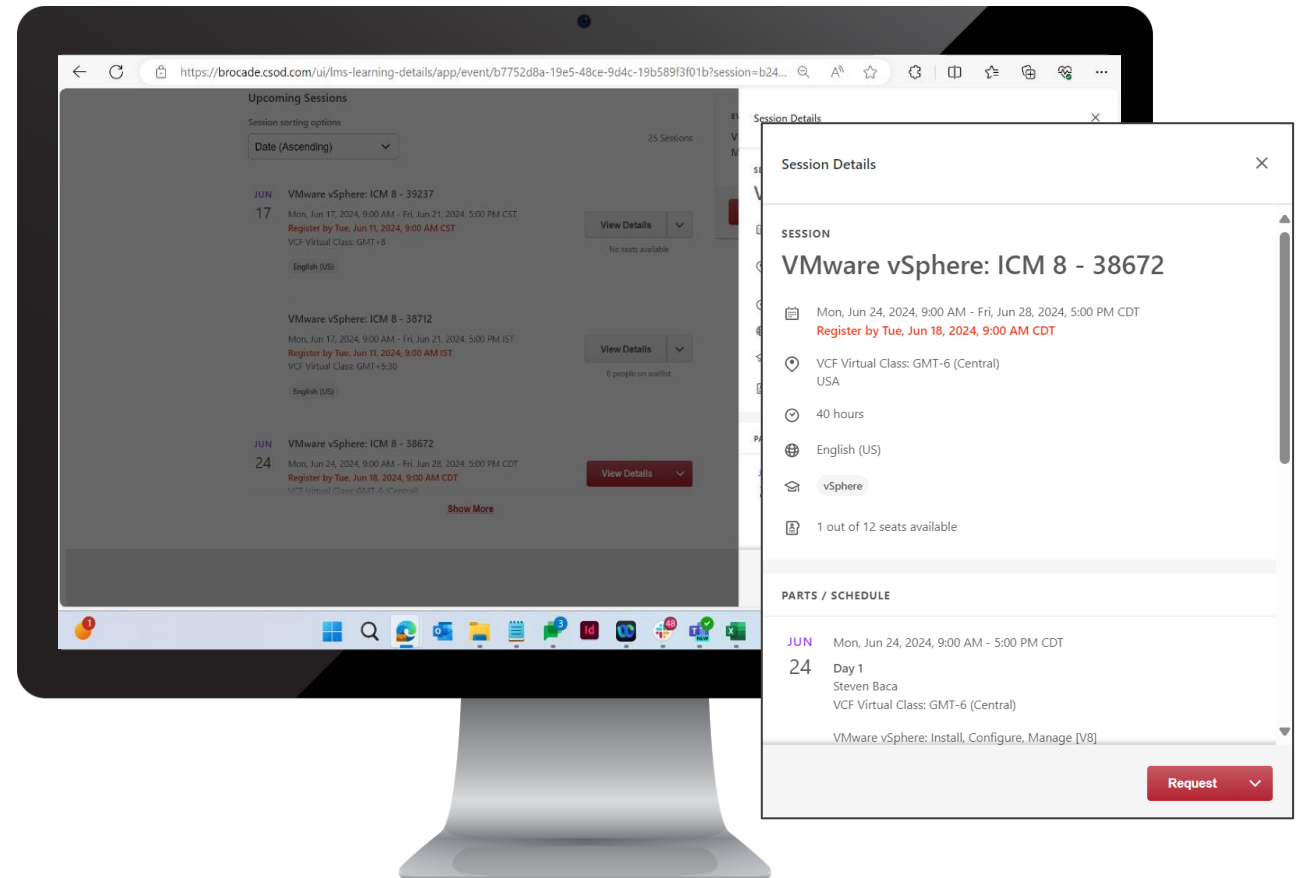 https://brocade.csod.com/ui/lms-learning-details/app/event/b7752d8a-19e5-48ce-9d4c-19b589f3f01b?session=b24...
Upcoming Sessions
Session sorting options
Date (Ascending)
25 Sessions
JUN
17
VMware vSphere: ICM 8 - 39237
Mon, Jun 17, 2024, 9:00 AM - Fri, Jun 21, 2024, 5:00 PM CST
Register by Tue, Jun 11, 2024, 9:00 AM CST
VCF Virtual Class: GMT+8
English (US)
View Details
No seats available
VMware vSphere: ICM 8 - 38712
Mon, Jun 17, 2024, 9:00 AM - Fri, Jun 21, 2024, 5:00 PM IST
Register by Tue, Jun 11, 2024, 9:00 AM IST
VCF Virtual Class: GMT+5:30
English (US)
View Details
people on waitlist
JUN
24
VMware vSphere: ICM 8 - 38672
Mon, Jun 24, 2024, 9:00 AM - Fri, Jun 28, 2024, 5:00 PM CDT
Register by Tue, Jun 18, 2024, 9:00 AM CDT
VCF Virtual Class: GMT-6 (Central)
View Details
Show More
Session Details
Session Details
SESSION
VMware vSphere: ICM 8 - 38672
Mon, Jun 24, 2024, 9:00 AM - Fri, Jun 28, 2024, 5:00 PM CDT
Register by Tue, Jun 18, 2024, 9:00 AM CDT
VCF Virtual Class: GMT-6 (Central)
USA
40 hours
English (US)
vSphere
1 out of 12 seats available
PARTS / SCHEDULE
JUN
24
Mon, Jun 24, 2024, 9:00 AM - 5:00 PM CDT
Day 1
Steven Baca
VCF Virtual Class: GMT-6 (Central)
VMware vSphere: Install, Configure, Manage [V8]
Request
1
3
Id
48
NEW